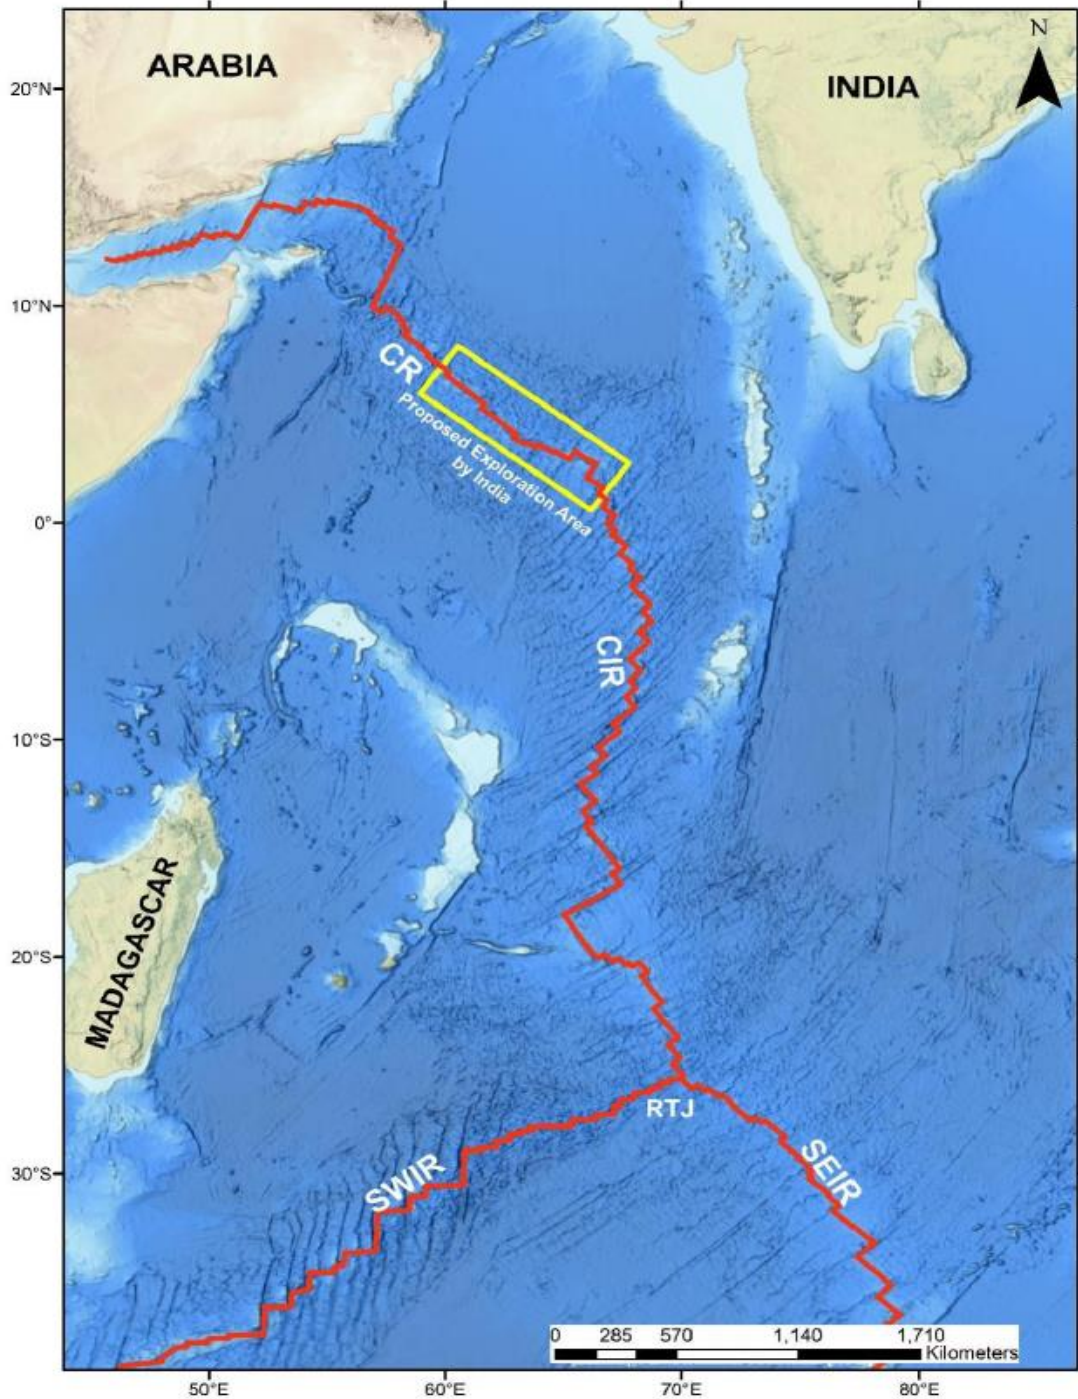 N
ARABIA
INDIA
20°N
10°N
CR
Proposed Exploration Area
by India
0°
CIR
10°S
MADAGASCAR
20°S
RTJ
30°S
SWIR
SEIR
0 285 570 1,140 1,710
Kilometers
50°E 60°E 70°E 80°E